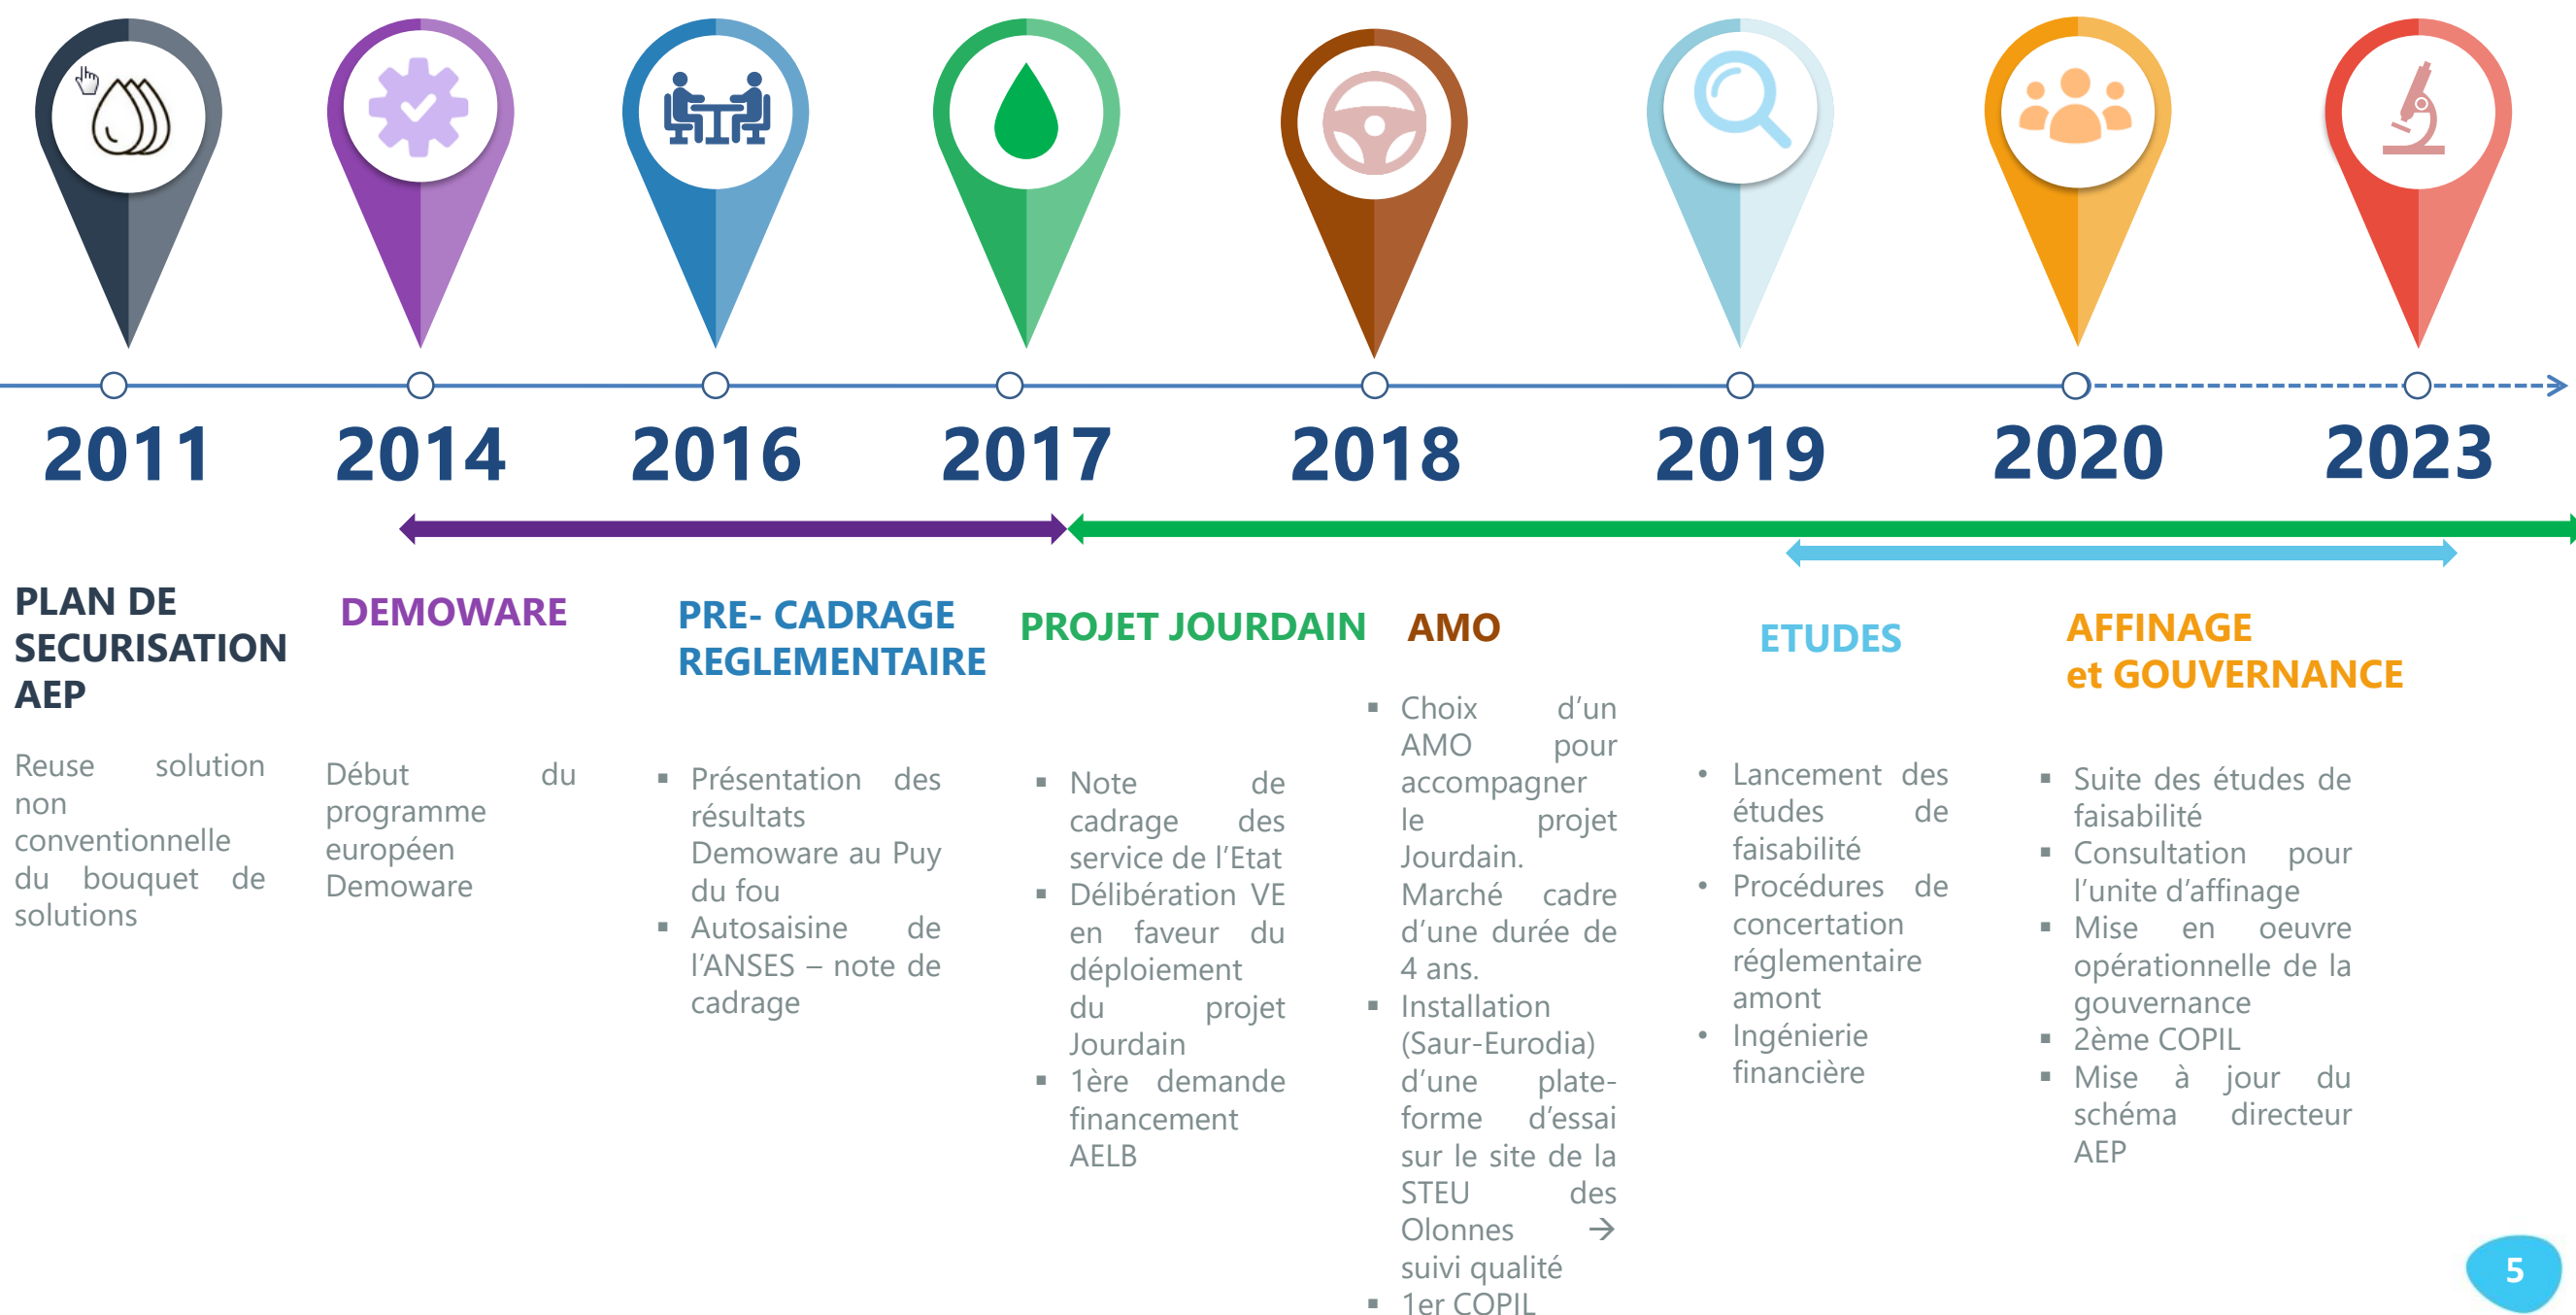 2011
2014
2016
2017
2018
2019
2020
2023
PLAN DE
SECURISATION
AEP
Reuse solution
non
conventionnelle
du bouquet de
solutions
DEMOWARE
Début du
programme
européen
Demoware
PRE- CADRAGE
REGLEMENTAIRE
▪ Présentation des
résultats
Demoware au Puy
du fou
▪ Autosaisine de
l’ANSES – note de
cadrage
PROJET JOURDAIN
▪ Note de
cadrage des
service de l’Etat
▪ Délibération VE
en faveur du
déploiement
du projet
Jourdain
▪ 1ère demande
financement
AELB
AMO
▪ Choix d’un
AMO pour
accompagner
le projet
Jourdain.
Marché cadre
d’une durée de
4 ans.
▪ Installation
(Saur-Eurodia)
d’une plate-
forme d’essai
sur le site de la
STEU des
Olonnes →
suivi qualité
▪ 1er COPIL
ETUDES
• Lancement des
études de
faisabilité
• Procédures de
concertation
réglementaire
amont
• Ingénierie
financière
AFFINAGE
et GOUVERNANCE
▪ Suite des études de
faisabilité
▪ Consultation pour
l’unite d’affinage
▪ Mise en oeuvre
opérationnelle de la
gouvernance
▪ 2ème COPIL
▪ Mise à jour du
schéma directeur
AEP
5